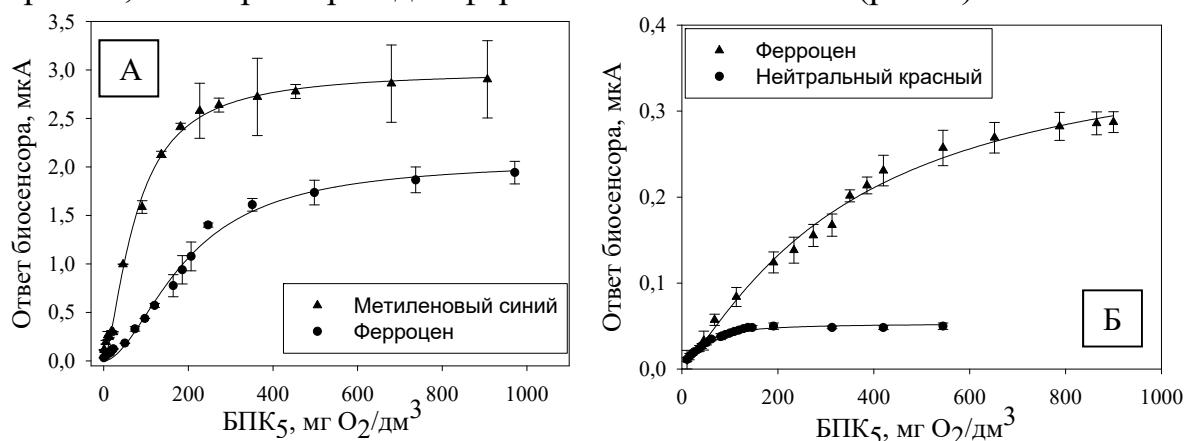 А
Ответ биосенсора, мкА
3,5
3,0
2,5
2,0
1,5
1,0
0,5
0,0
Метиленовый синий
Ферроцен
0 200 400 600 800 1000
БПК5, мг O2/дм3
Ферроцен
Нейтральный красный
Ответ биосенсора, мкА
0,4
0,3
0,2
0,1
0,0
Б
0 200 400 600 800 1000
БПК5, мг O2/дм3